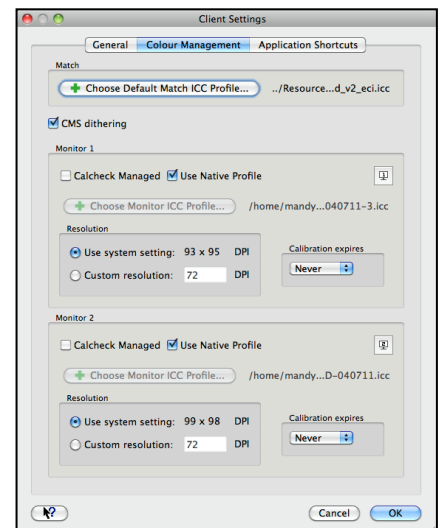 Client Settings
General Colour Management Application Shortcuts
Match
Choose Default Match ICC Profile... ../Resource...d_v2_eci.icc
CMS dithering
Monitor 1
Calcheck Managed Use Native Profile
1
Choose Monitor ICC Profile... /home/mandy...040711-3.icc
Resolution
Use system setting: 93 x 95 DPI
Custom resolution: 72 DPI
Calibration expires
Never
Monitor 2
Calcheck Managed Use Native Profile
2
Choose Monitor ICC Profile... /home/mandy...D-040711.icc
Resolution
Use system setting: 99 x 98 DPI
Custom resolution: 72 DPI
Calibration expires
Never
?
Cancel OK